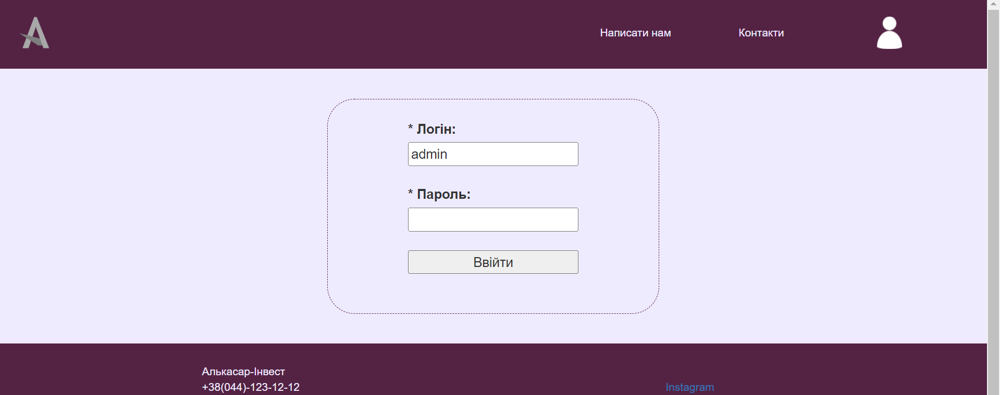 Написати нам Контакти
* Логін:
admin
* Пароль:
Ввійти
Алькасар-Інвест
+38(044)-123-12-12 Instagram